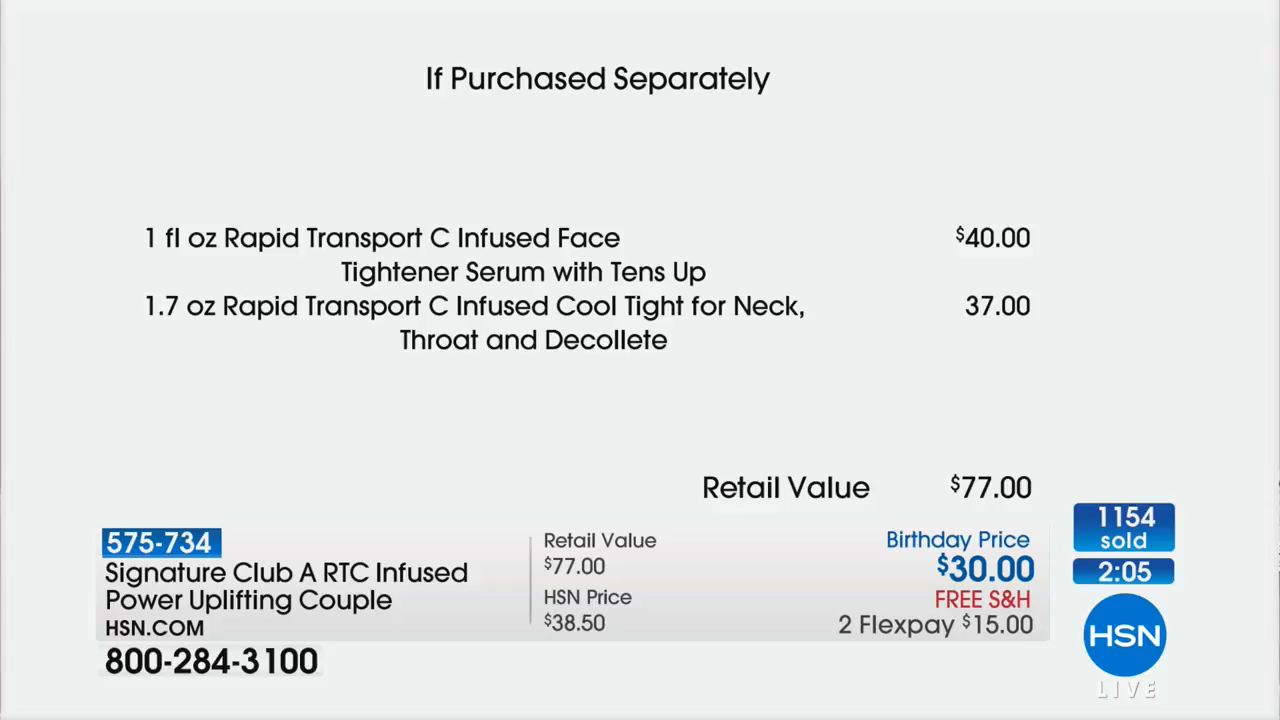 If Purchased Separately
1 fl oz Rapid Transport C Infused Face $40.00
Tightener Serum with Tens Up
1.7 oz Rapid Transport C Infused Cool Tight for Neck, 37.00
Throat and Decollete
Retail Value $77.00
575-734
Signature Club A RTC Infused
Power Uplifting Couple
HSN.COM
800-284-3100
Retail Value
$77.00
HSN Price
$38.50
Birthday Price
$30.00
FREE S&H
2 Flexpay $15.00
1154
sold
2:05
HSN
LIVE